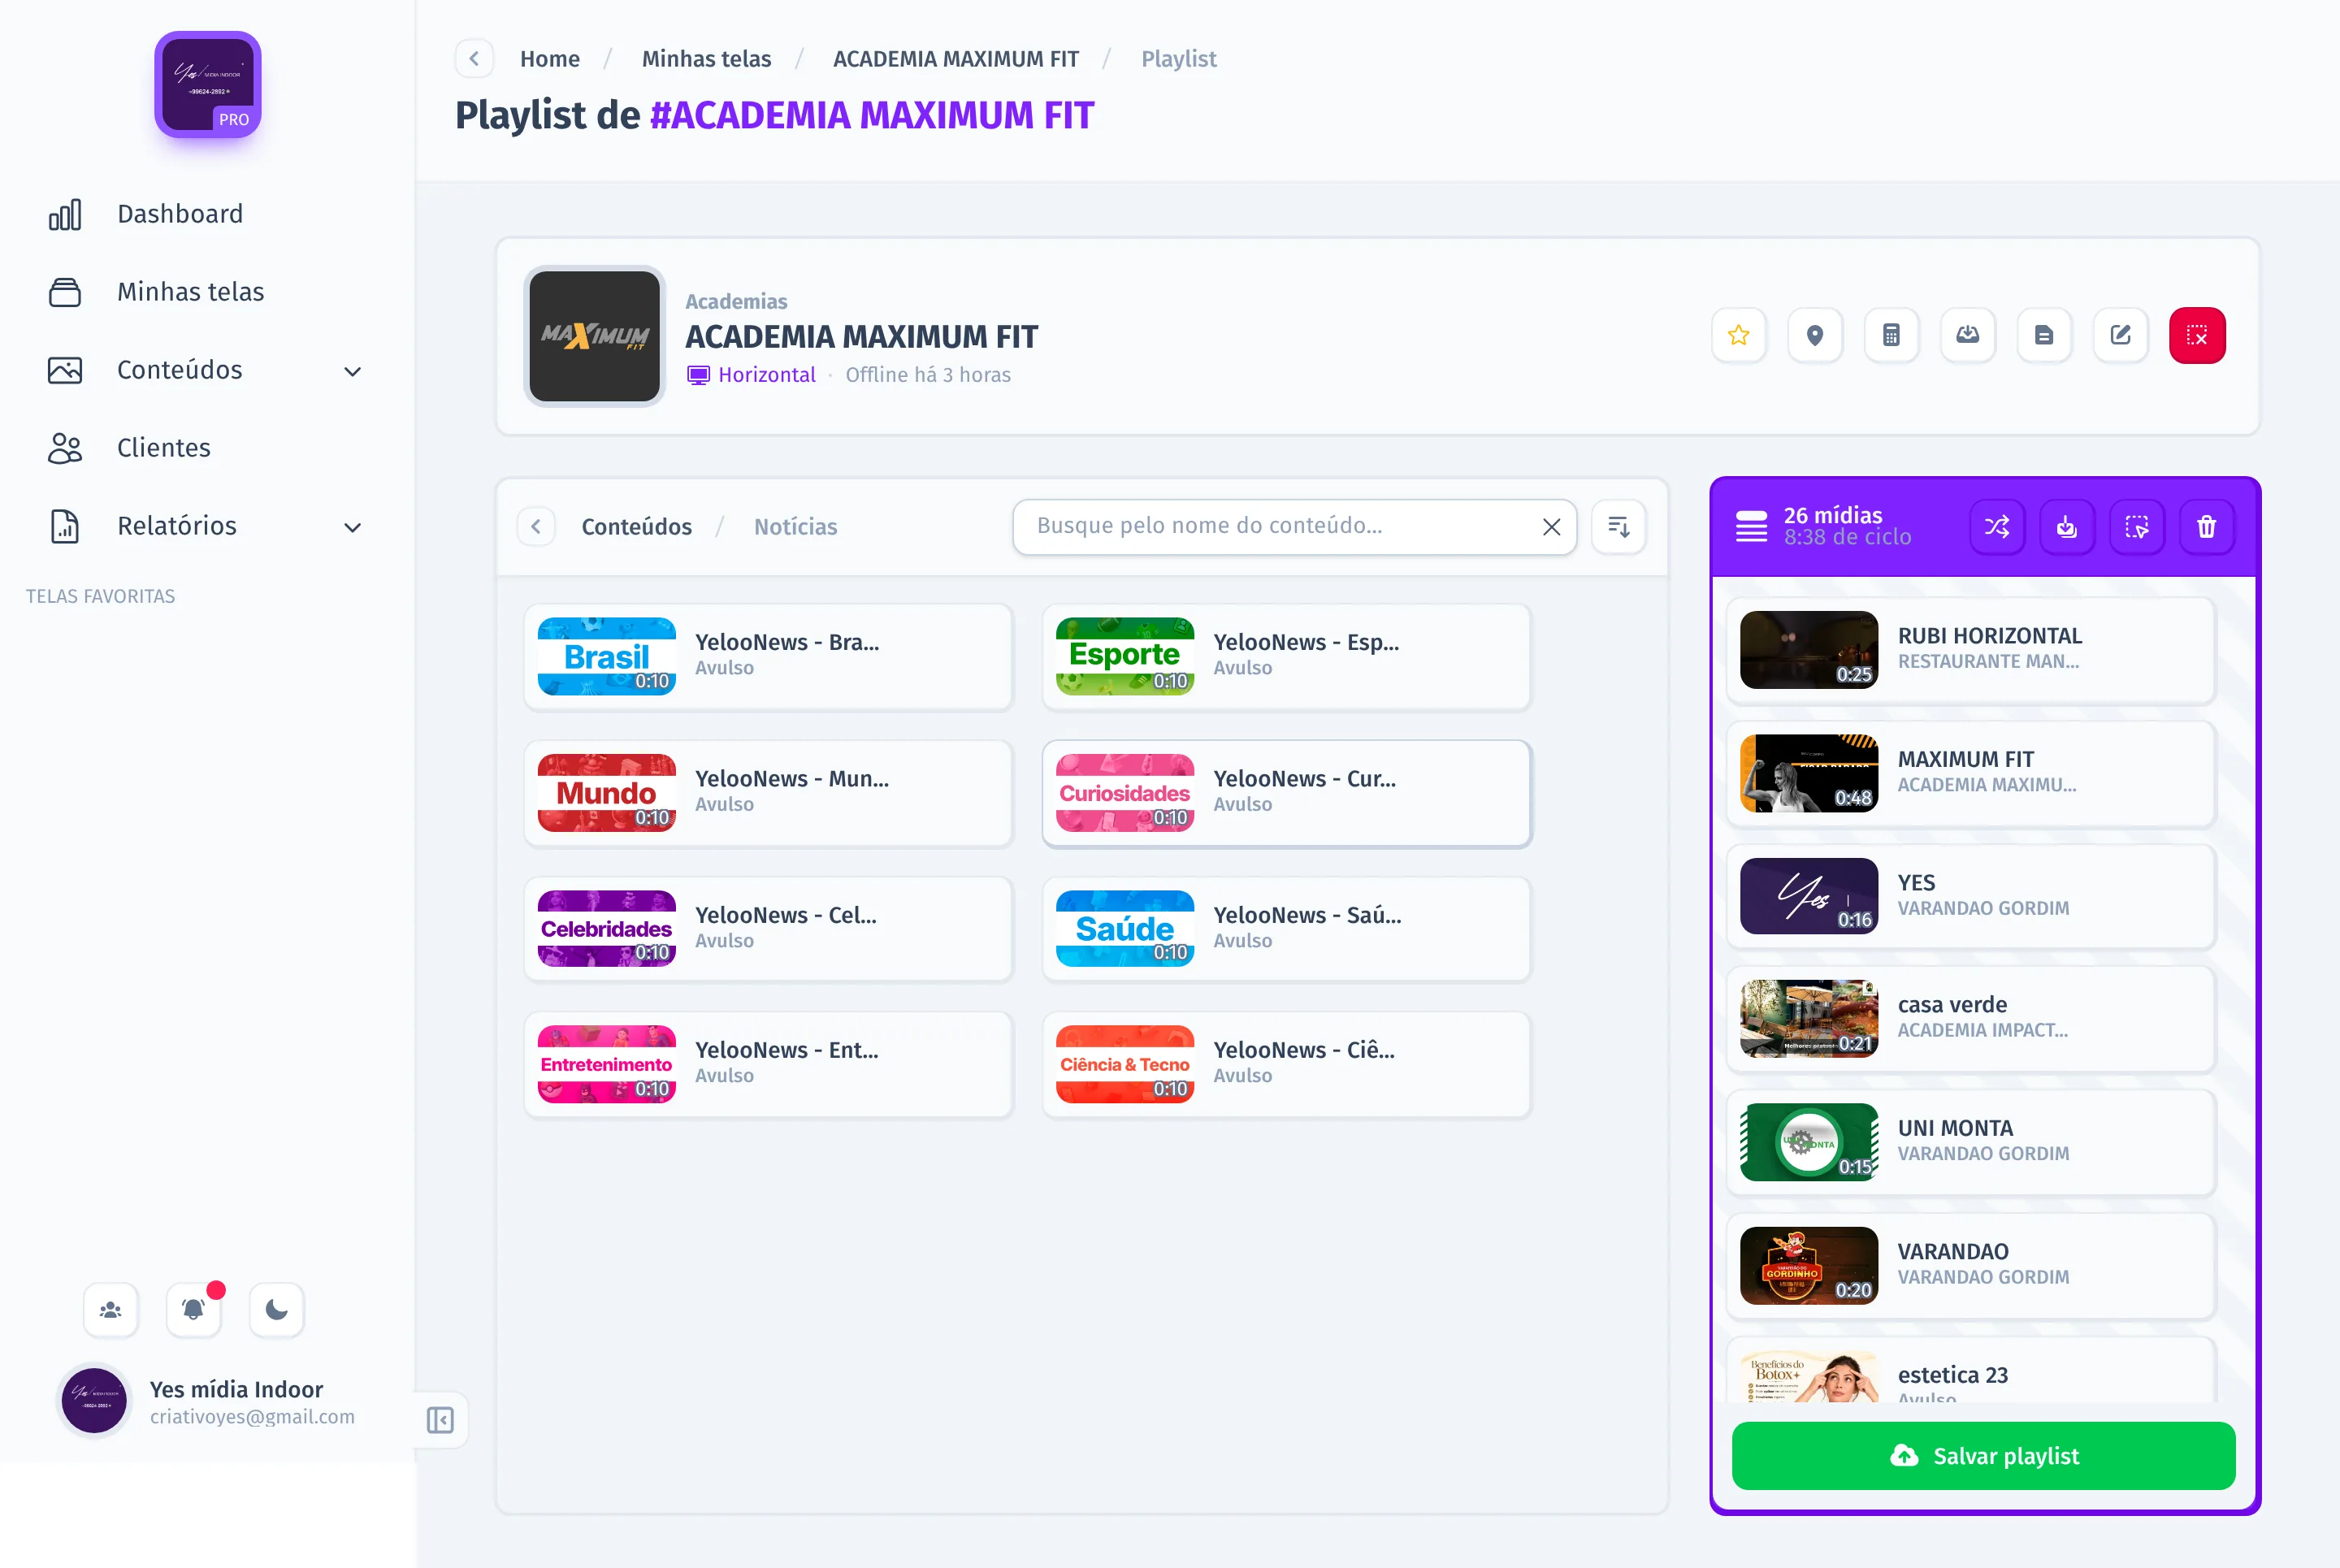 Yes/ MIDIA INDOOR
PRO
Dashboard
Minhas telas
Conteúdos
Clientes
Relatórios
TELAS FAVORITAS
Yes mídia Indoor
criativoyes@gmail.com
Home / Minhas telas / ACADEMIA MAXIMUM FIT / Playlist
Playlist de #ACADEMIA MAXIMUM FIT
MAXIMUM
FIT
Academias
ACADEMIA MAXIMUM FIT
Horizontal · Offline há 3 horas
Conteúdos / Notícias
Busque pelo nome do conteúdo...
Brasil
0:10
YelooNews - Bra...
Avulso
Esporte
0:10
YelooNews - Esp...
Avulso
Mundo
0:10
YelooNews - Mun...
Avulso
Curiosidades
0:10
YelooNews - Cur...
Avulso
Celebridades
0:10
YelooNews - Cel...
Avulso
Saúde
0:10
YelooNews - Saú...
Avulso
Entretenimento
0:10
YelooNews - Ent...
Avulso
Ciência & Tecno
0:10
YelooNews - Ciê...
Avulso
26 mídias
8:38 de ciclo
0:25
RUBI HORIZONTAL
RESTAURANTE MAN...
0:48
MAXIMUM FIT
ACADEMIA MAXIMU...
Yes
0:16
YES
VARANDAO GORDIM
0:21
casa verde
ACADEMIA IMPACT...
0:15
UNI MONTA
VARANDAO GORDIM
GORDINHO
0:20
VARANDAO
VARANDAO GORDIM
Benefícios do
Botox+
estetica 23
Avulso
Salvar playlist